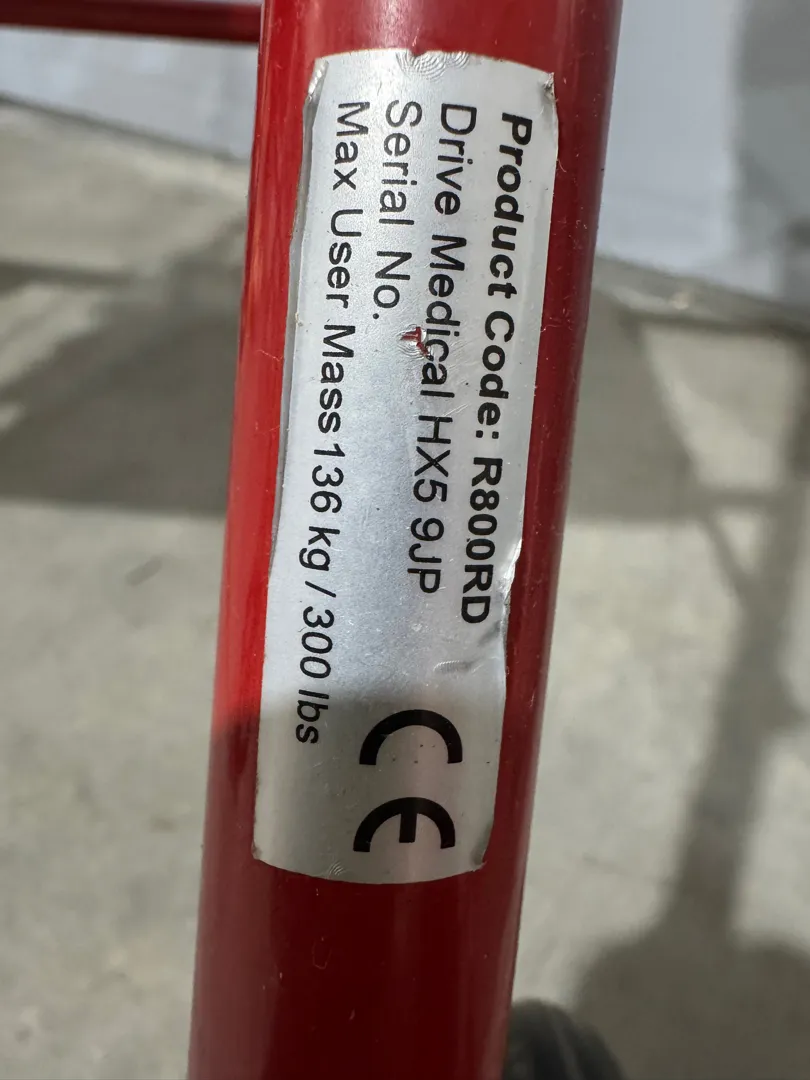 Product Code: R800RD
Drive Medical HX5 9JP
Serial No.
Max User Mass 136 kg / 300 lbs
CE